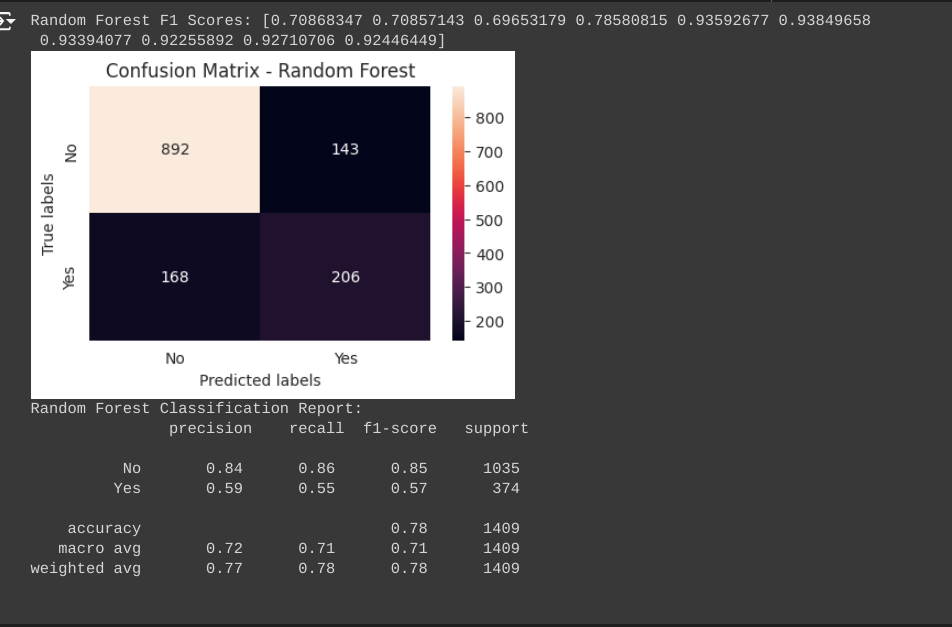 Random Forest F1 Scores: [0.70868347 0.70857143 0.69653179 0.78580815 0.93592677 0.93849658
0.93394077 0.92255892 0.92710706 0.92446449]
Confusion Matrix - Random Forest
True labels
No
Yes
892
143
168
206
800
700
600
500
400
300
200
No
Yes
Predicted labels
Random Forest Classification Report:
precision recall f1-score support
No 0.84 0.86 0.85 1035
Yes 0.59 0.55 0.57 374
accuracy 0.78 1409
macro avg 0.72 0.71 0.71 1409
weighted avg 0.77 0.78 0.78 1409